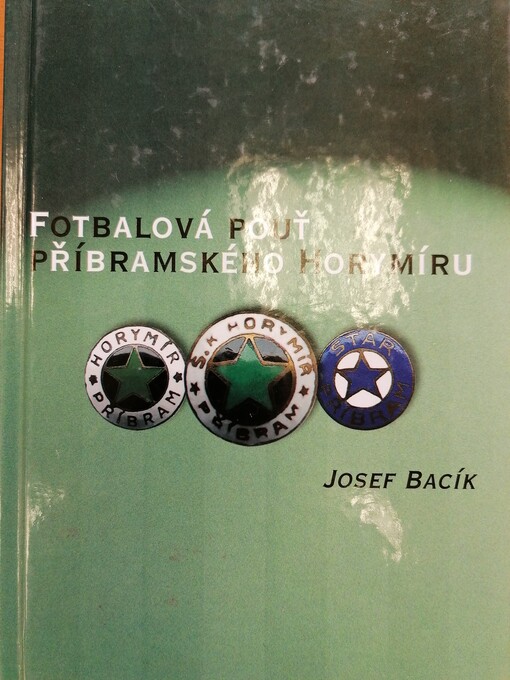 FOTBALOVÁ POUŤ
PŘÍBRAMSKÉHO HORYMÍRU
HORYMÍR
PŘÍBRAM
S.K HORYMÍR
PŘÍBRAM
STAR
PŘÍBRAM
JOSEF BACÍK